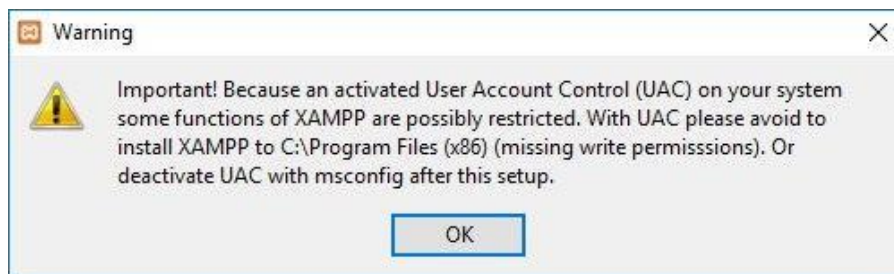 Warning
Important! Because an activated User Account Control (UAC) on your system
some functions of XAMPP are possibly restricted. With UAC please avoid to
install XAMPP to C:\Program Files (x86) (missing write permisssions). Or
deactivate UAC with msconfig after this setup.
OK